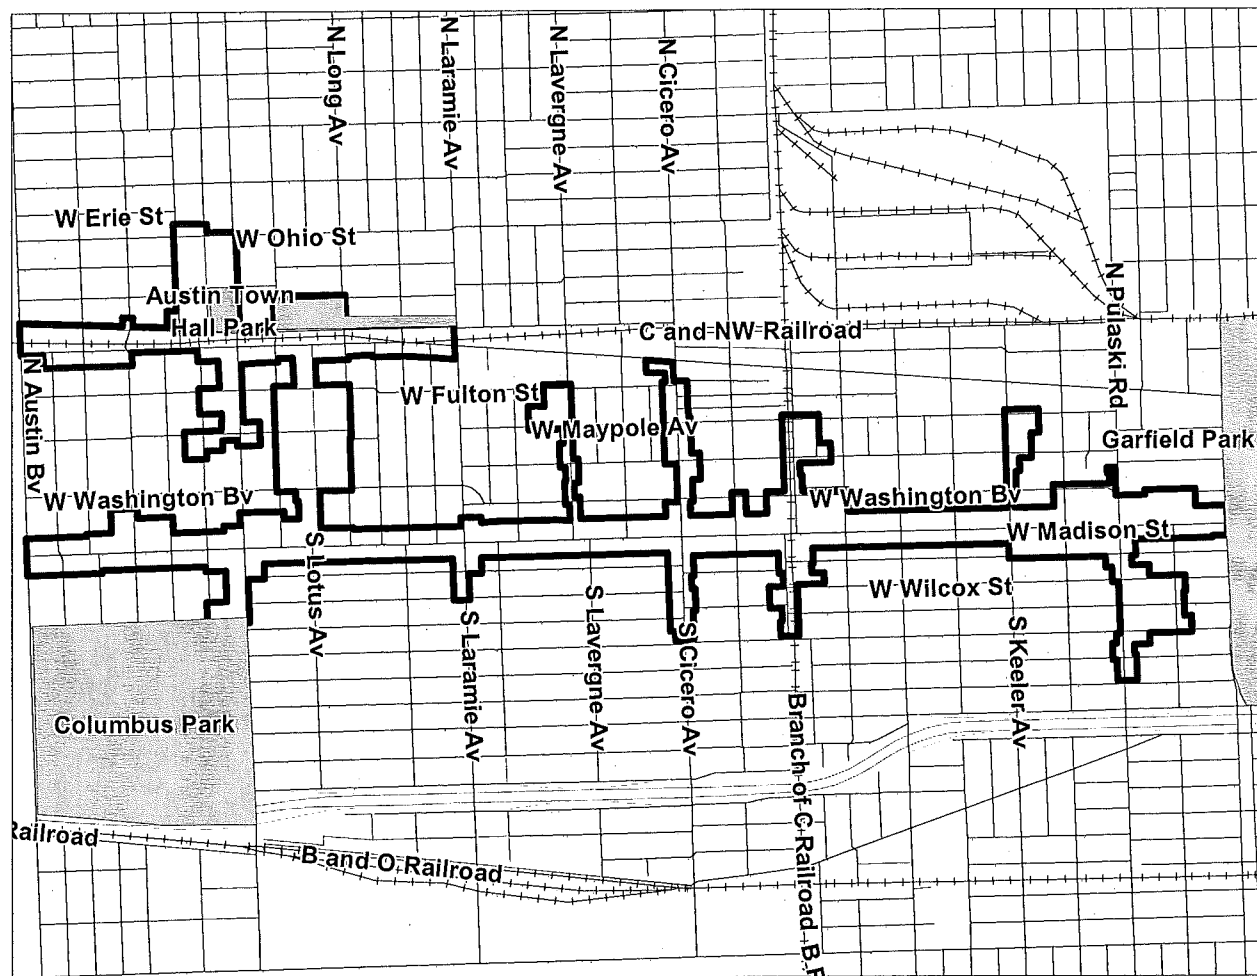 N Long Av
N Laramie Av
N Lavergne Av
N Cicero Av
W Erie St
W Ohio St
Austin Town
Hall Park
C and NW Railroad
N Pulaski Rd
N Austin Bv
W Fulton St
W Maypole Av
Garfield Park
W Washington Bv
W Washington Bv
W Madison St
S Lotus Av
W Wilcox St
S Laramie Av
S Lavergne Av
S Cicero Av
S Keeler Av
Columbus Park
Branch of C Railroad B
Railroad
B and O Railroad